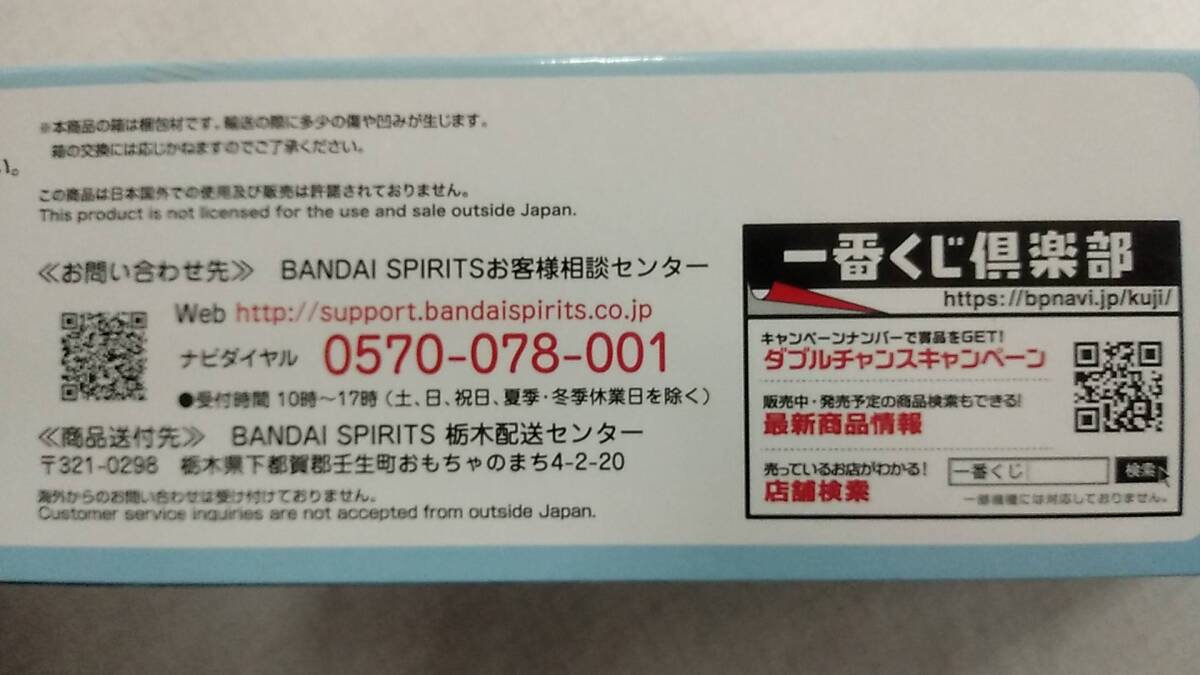 ※本商品の箱は梱包材です。輸送の際に多少の傷や凹みが生じます。
箱の交換には応じかねますのでご了承ください。
い。
この商品は日本国外での使用及び販売は許諾されておりません。
This product is not licensed for the use and sale outside Japan.
≪お問い合わせ先≫ BANDAI SPIRITSお客様相談センター
Web http://support.bandaispirits.co.jp
ナビダイヤル 0570-078-001
●受付時間 10時～17時（土、日、祝日、夏季・冬季休業日を除く）
≪商品送付先≫ BANDAI SPIRITS 栃木配送センター
〒321-0298 栃木県下都賀郡壬生町おもちゃのまち4-2-20
海外からのお問い合わせは受け付けておりません。
Customer service inquiries are not accepted from outside Japan.
一番くじ倶楽部
https://bpnavi.jp/kuji/
キャンペーンナンバーで賞品をGET!
ダブルチャンスキャンペーン
販売中・発売予定の商品検索もできる!
最新商品情報
売っているお店がわかる!
店舗検索
一番くじ 検索
一部機種には対応しておりません。